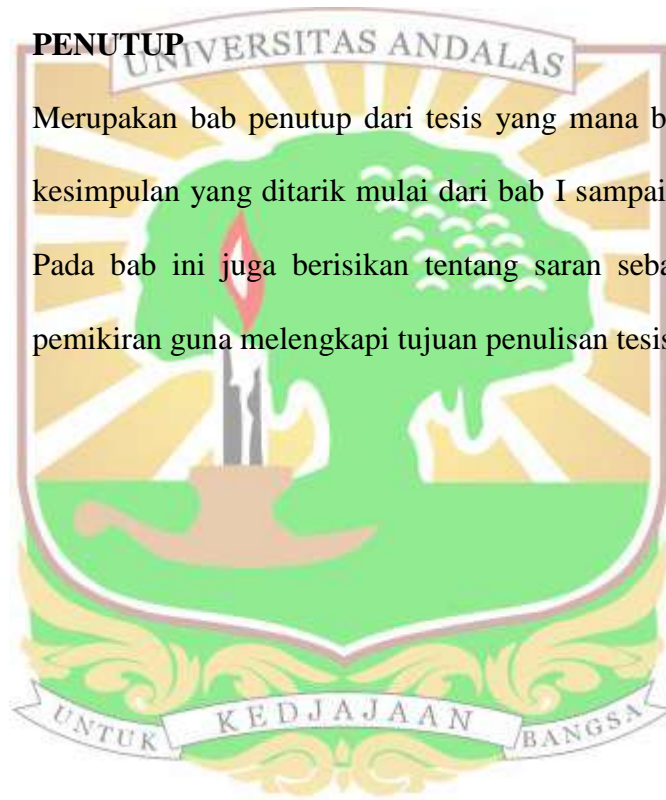 PENUTUP
UNIVERSITAS ANDALAS
Merupakan bab penutup dari tesis yang mana b
kesimpulan yang ditarik mulai dari bab I sampai
Pada bab ini juga berisikan tentang saran seba
pemikiran guna melengkapi tujuan penulisan tesis
UNTUK KEDJAJAAN BANGSA